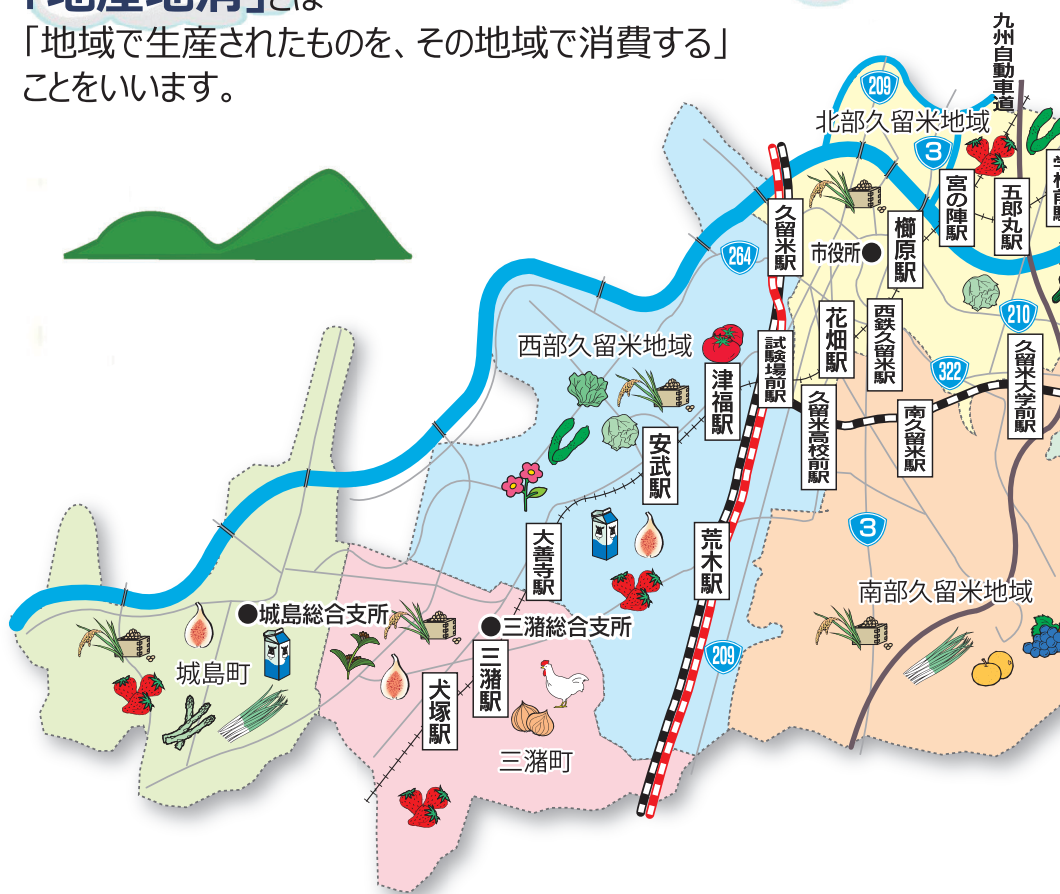 「地産地消」とは
「地域で生産されたものを、その地域で消費する」
ことをいいます。
九州自動車道
209
北部久留米地域
3
宮の陣駅
五郎丸駅
学校前駅
久留米駅
櫛原駅
市役所
264
花畑駅
西鉄久留米駅
210
西部久留米地域
津福駅
試験場前駅
322
久留米大学前駅
久留米高校前駅
南久留米駅
安武駅
3
大善寺駅
荒木駅
南部久留米地域
城島総合支所
三潴総合支所
209
城島町
三潴駅
犬塚駅
三潴町